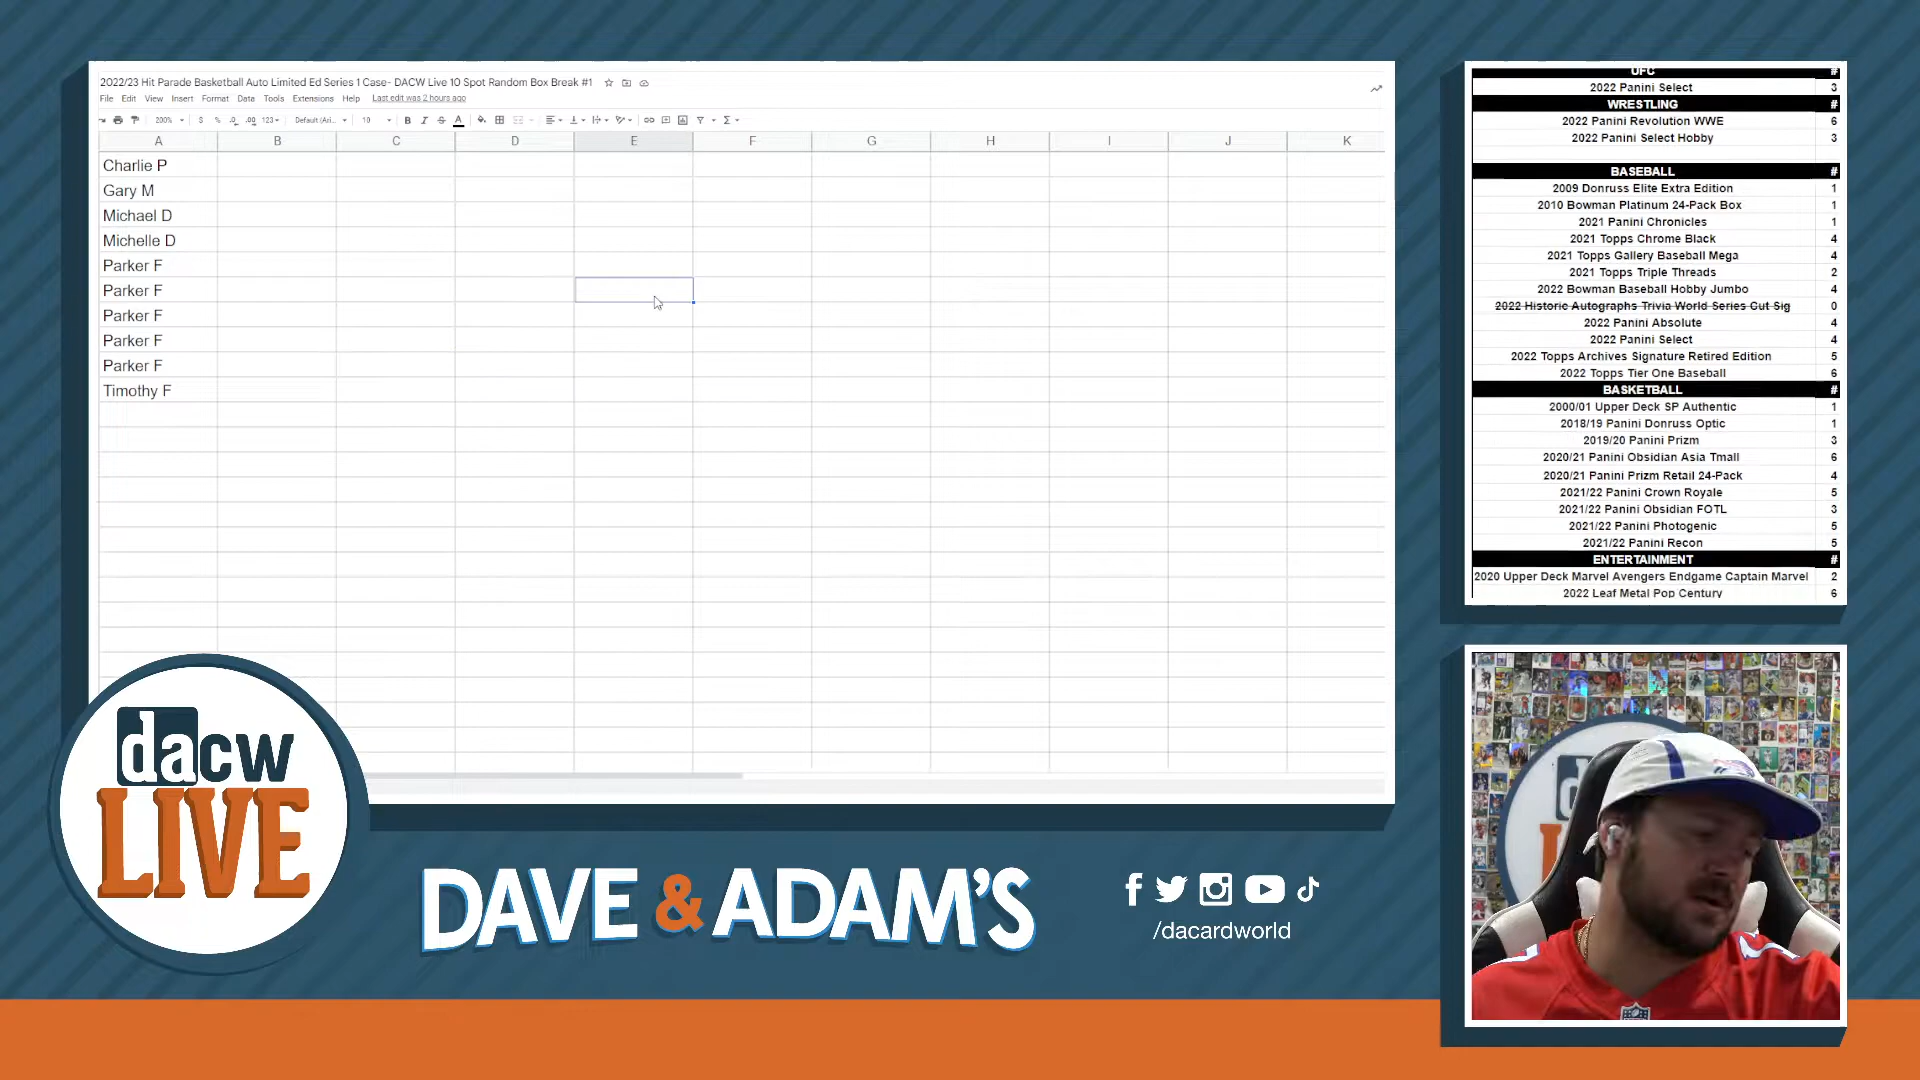 2022/23 Hit Parade Basketball Auto Limited Ed Series 1 Case- DACW Live 10 Spot Random Box Break #1
File Edit View Insert Format Data Tools Extensions Help Last edit was 2 hours ago
200% $ % .0 .00 123 Default (Ari... 10 B I S A
A B C D E F G H I J K
Charlie P
Gary M
Michael D
Michelle D
Parker F
Parker F
Parker F
Parker F
Parker F
Timothy F
UFC #
2022 Panini Select 3
WRESTLING #
2022 Panini Revolution WWE 6
2022 Panini Select Hobby 3
BASEBALL #
2009 Donruss Elite Extra Edition 1
2010 Bowman Platinum 24-Pack Box 1
2021 Panini Chronicles 1
2021 Topps Chrome Black 4
2021 Topps Gallery Baseball Mega 4
2021 Topps Triple Threads 2
2022 Bowman Baseball Hobby Jumbo 4
2022 Historic Autographs Trivia World Series Cut Sig 0
2022 Panini Absolute 4
2022 Panini Select 4
2022 Topps Archives Signature Retired Edition 5
2022 Topps Tier One Baseball 6
BASKETBALL #
2000/01 Upper Deck SP Authentic 1
2018/19 Panini Donruss Optic 1
2019/20 Panini Prizm 3
2020/21 Panini Obsidian Asia Tmall 6
2020/21 Panini Prizm Retail 24-Pack 4
2021/22 Panini Crown Royale 5
2021/22 Panini Obsidian FOTL 3
2021/22 Panini Photogenic 5
2021/22 Panini Recon 5
ENTERTAINMENT #
2020 Upper Deck Marvel Avengers Endgame Captain Marvel 2
2022 Leaf Metal Pop Century 6
dacw
LIVE
DAVE & ADAM'S
/dacardworld